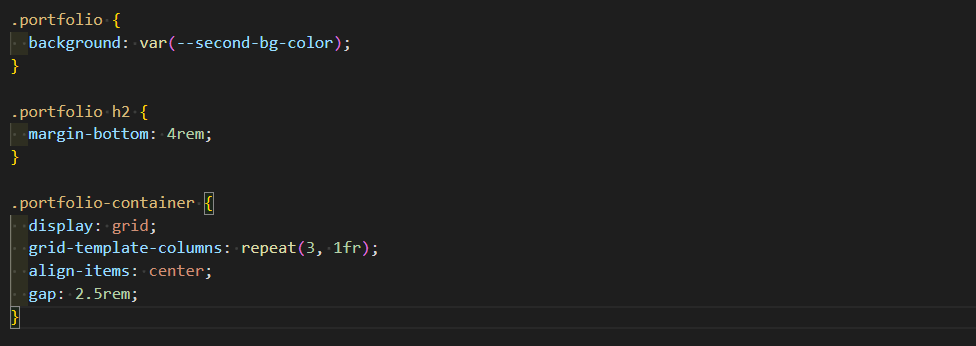 .portfolio {
  background: var(--second-bg-color);
}

.portfolio h2 {
  margin-bottom: 4rem;
}

.portfolio-container {
  display: grid;
  grid-template-columns: repeat(3, 1fr);
  align-items: center;
  gap: 2.5rem;
}